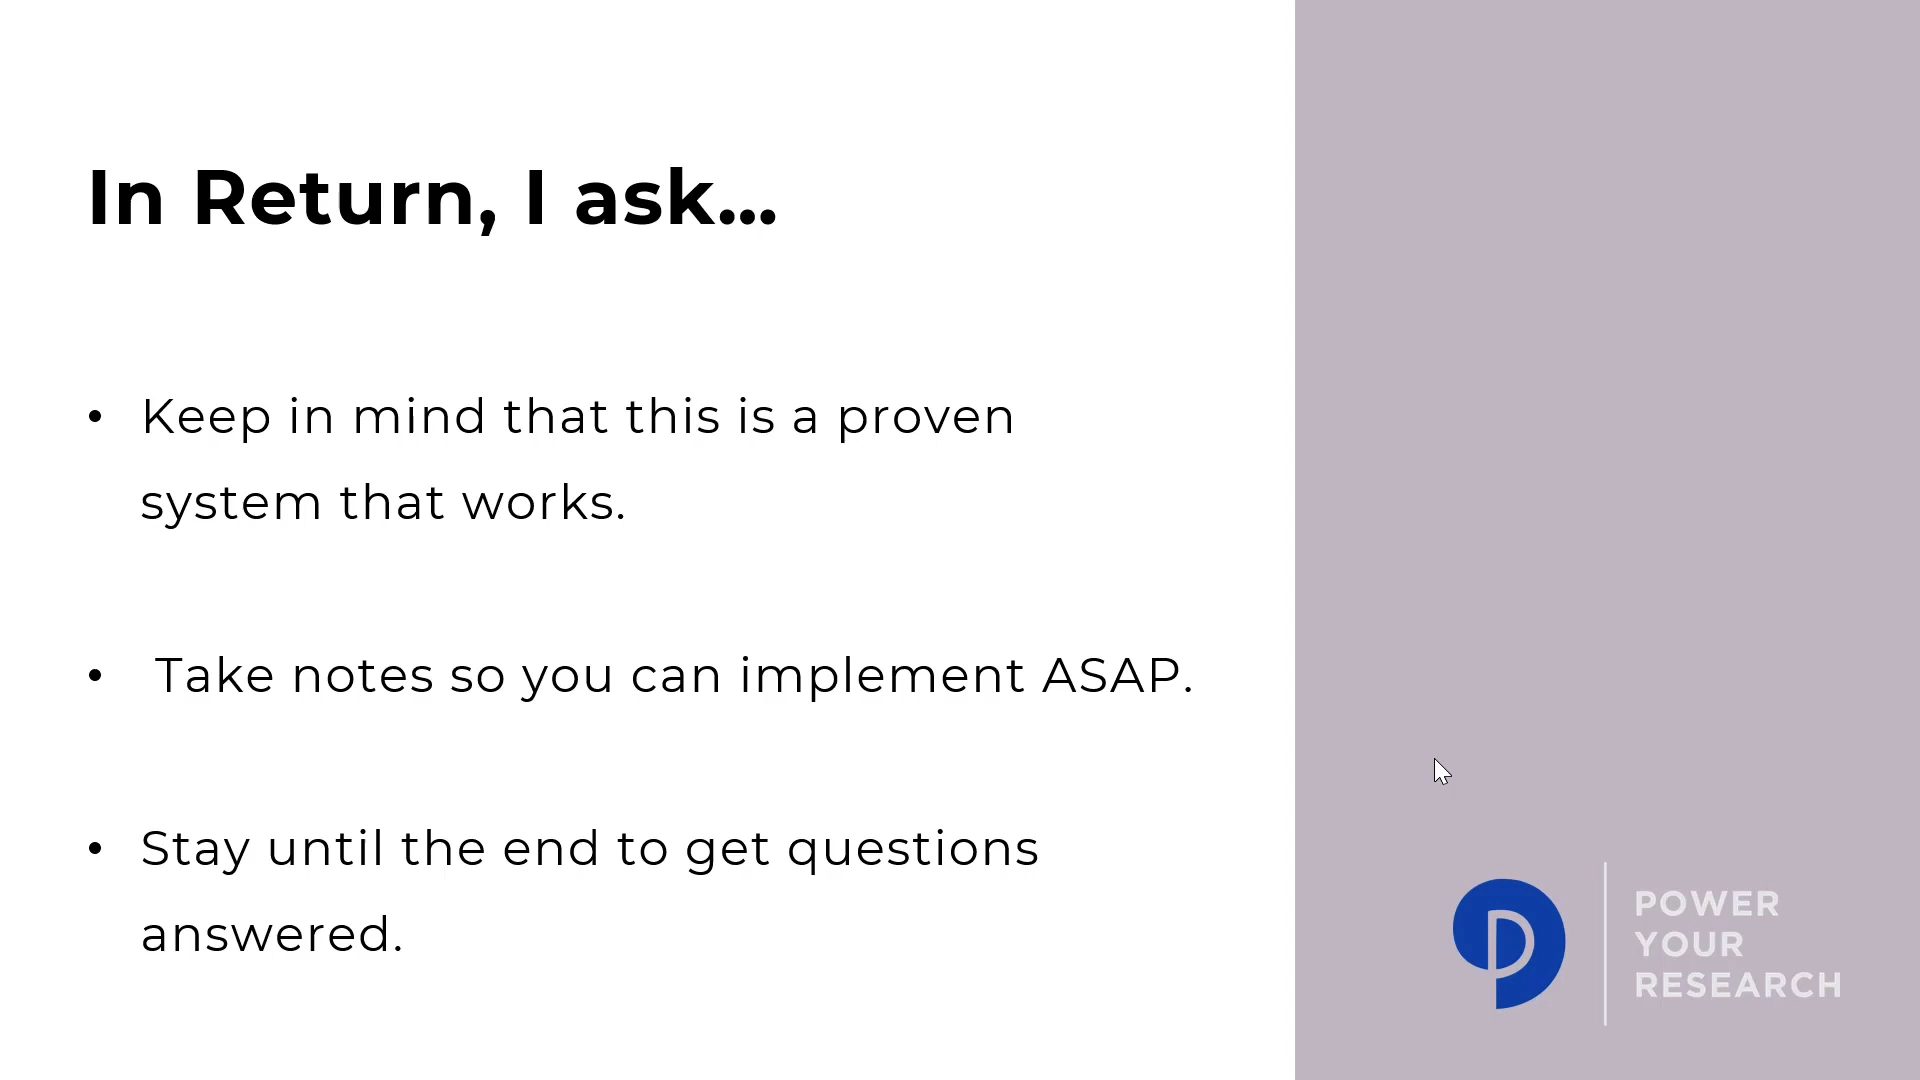 In Return, I ask...
• Keep in mind that this is a proven
system that works.
• Take notes so you can implement ASAP.
• Stay until the end to get questions
answered.
POWER
YOUR
RESEARCH